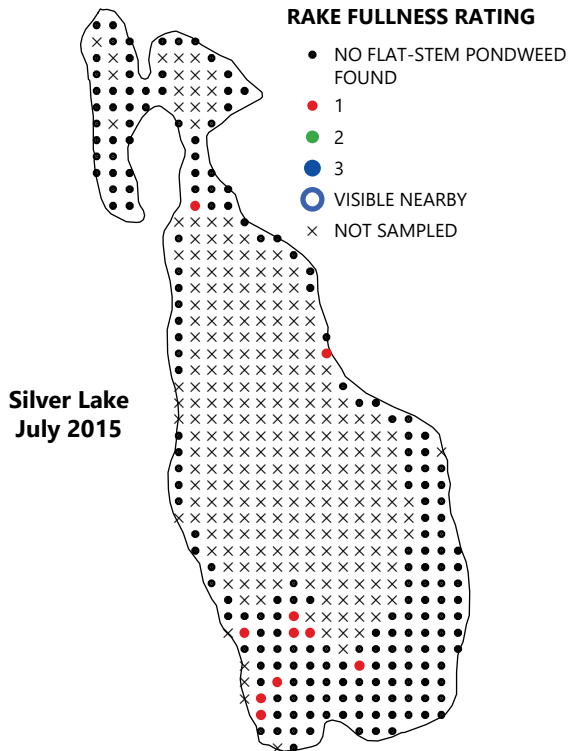 RAKE FULLNESS RATING
NO FLAT-STEM PONDWEED
FOUND
1
2
3
VISIBLE NEARBY
NOT SAMPLED
Silver Lake
July 2015